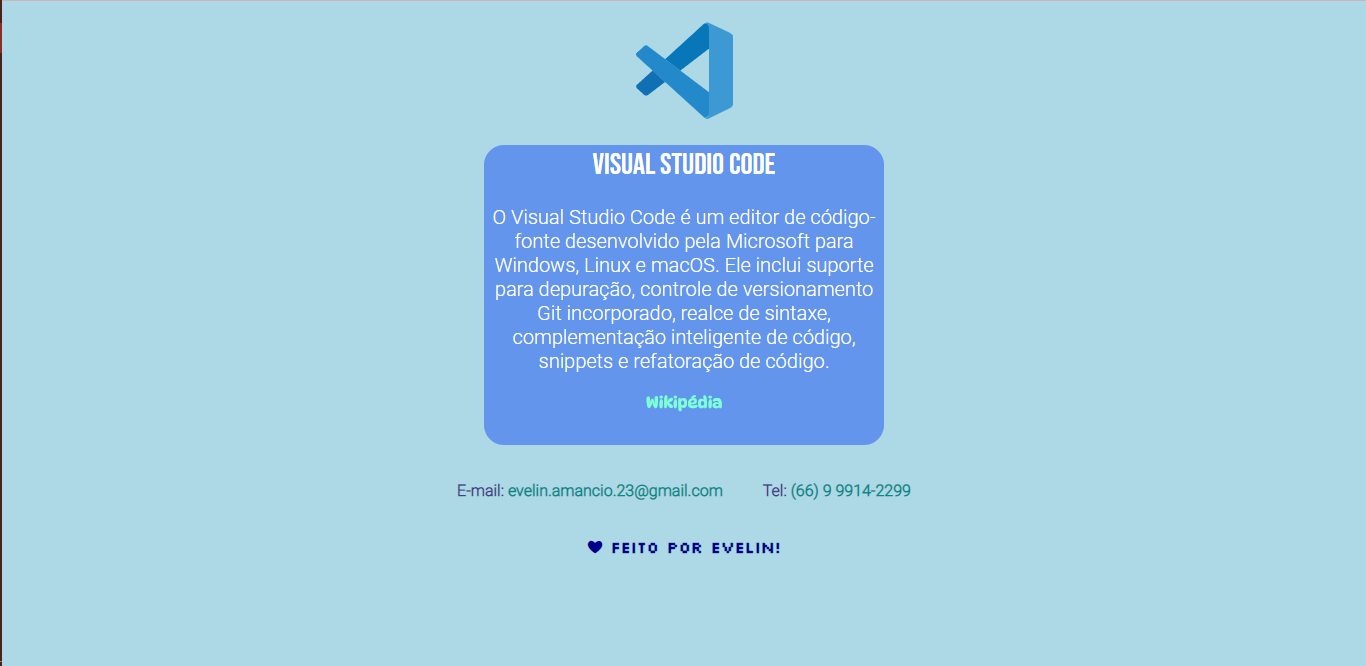 VISUAL STUDIO CODE
O Visual Studio Code é um editor de código-
fonte desenvolvido pela Microsoft para
Windows, Linux e macOS. Ele inclui suporte
para depuração, controle de versionamento
Git incorporado, realce de sintaxe,
complementação inteligente de código,
snippets e refatoração de código.
Wikipédia
E-mail: evelin.amancio.23@gmail.com Tel: (66) 9 9914-2299
FEITO POR EVELIN!